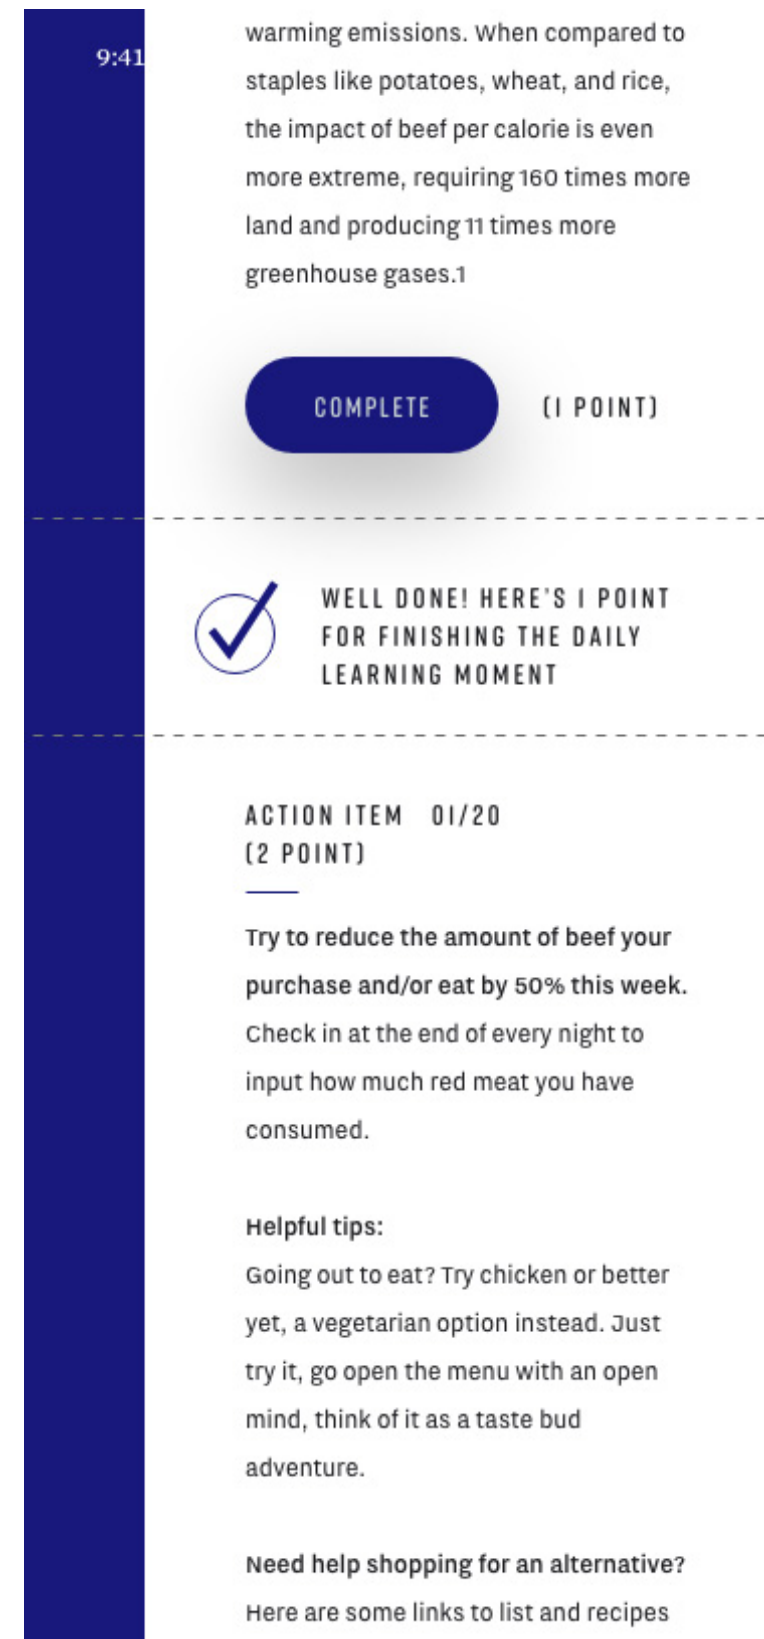 warming emissions. When compared to
9:41
staples like potatoes, wheat, and rice,
the impact of beef per calorie is even
more extreme, requiring 160 times more
land and producing 11 times more
greenhouse gases.1
COMPLETE (1 POINT)
WELL DONE! HERE'S 1 POINT
FOR FINISHING THE DAILY
LEARNING MOMENT
ACTION ITEM 01/20
(2 POINT)
Try to reduce the amount of beef your
purchase and/or eat by 50% this week.
Check in at the end of every night to
input how much red meat you have
consumed.
Helpful tips:
Going out to eat? Try chicken or better
yet, a vegetarian option instead. Just
try it, go open the menu with an open
mind, think of it as a taste bud
adventure.
Need help shopping for an alternative?
Here are some links to list and recipes